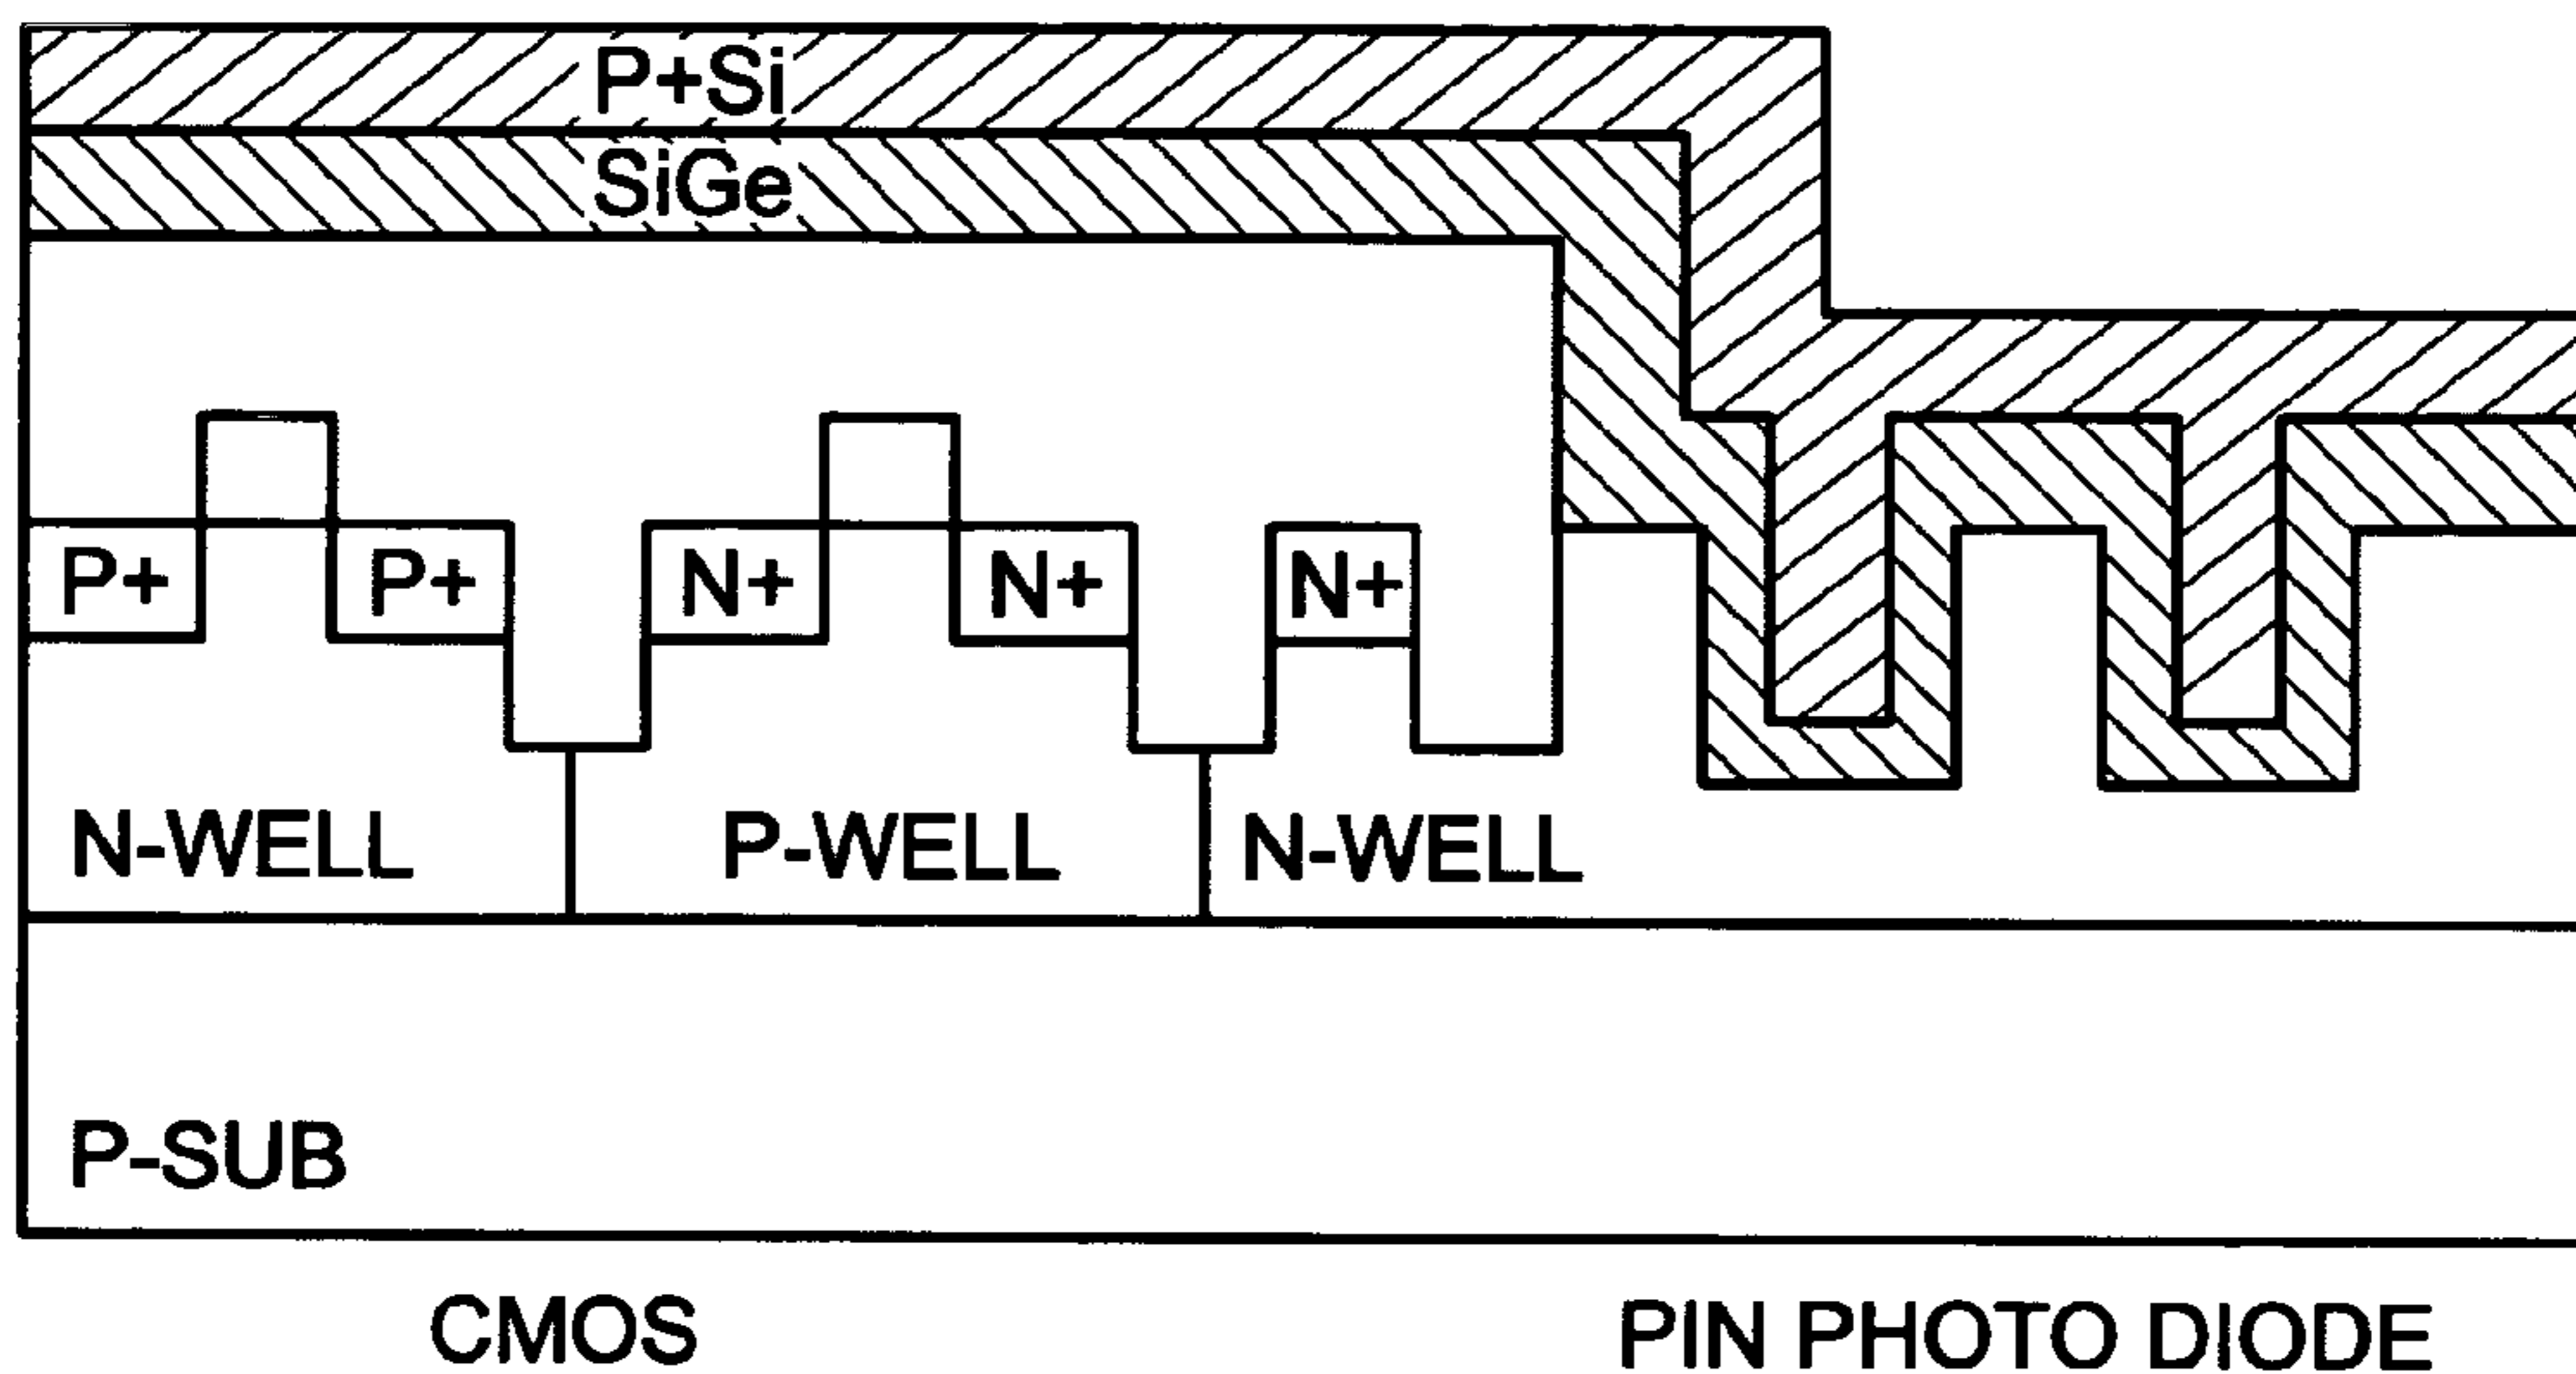 P+Si
SiGe
P+ P+ N+ N+ N+
N-WELL P-WELL N-WELL
P-SUB
CMOS PIN PHOTO DIODE